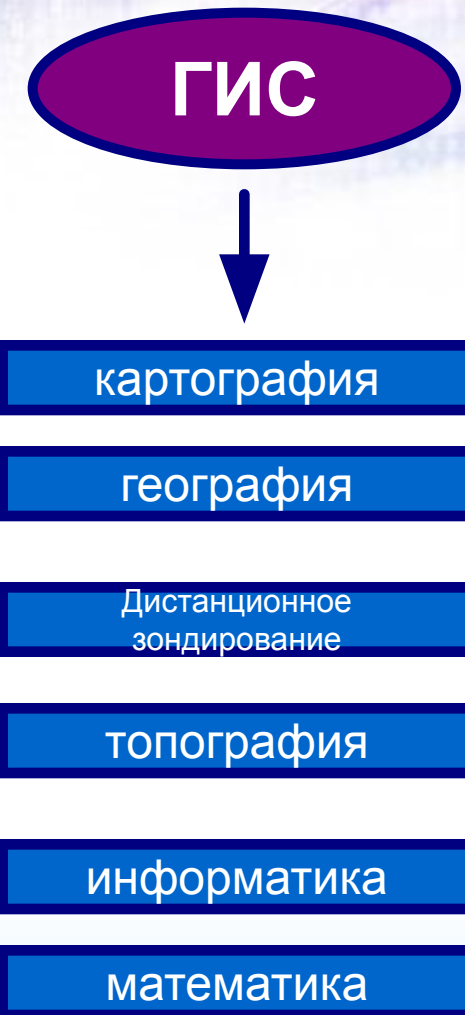 ГИС
картография
география
Дистанционное
зондирование
топография
информатика
математика